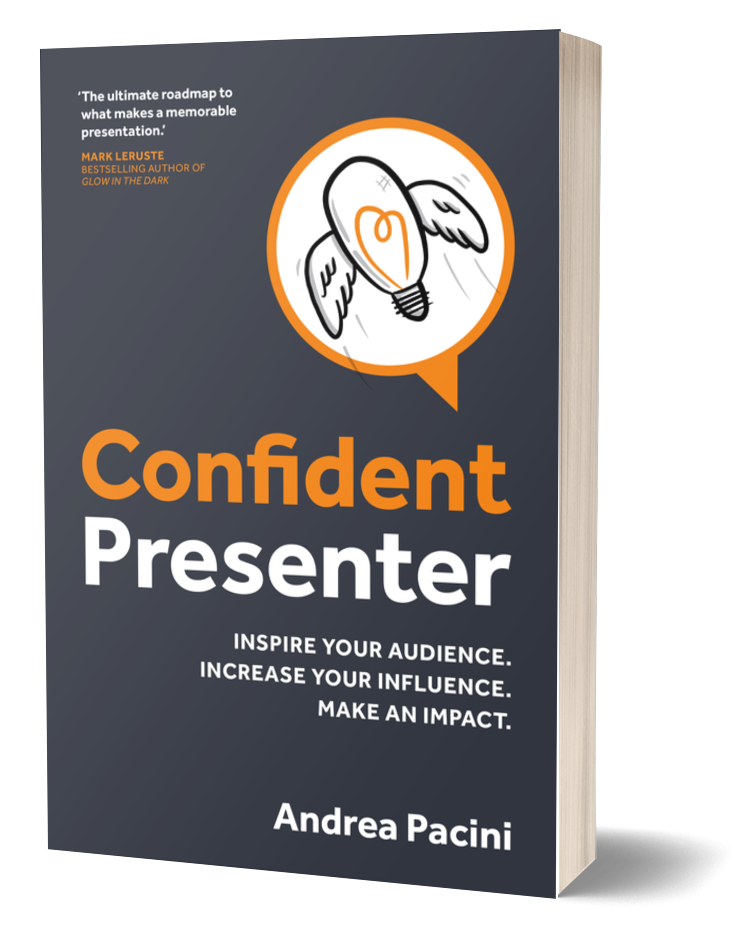 ‘The ultimate roadmap to
what makes a memorable
presentation.’
MARK LERUSTE
BESTSELLING AUTHOR OF
GLOW IN THE DARK
Confident
Presenter
INSPIRE YOUR AUDIENCE.
INCREASE YOUR INFLUENCE.
MAKE AN IMPACT.
Andrea Pacini